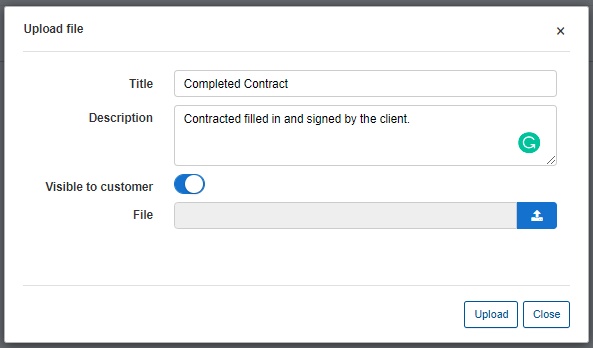 Upload file
×
Title
Completed Contract
Description
Contracted filled in and signed by the client.
Visible to customer
File
Upload
Close